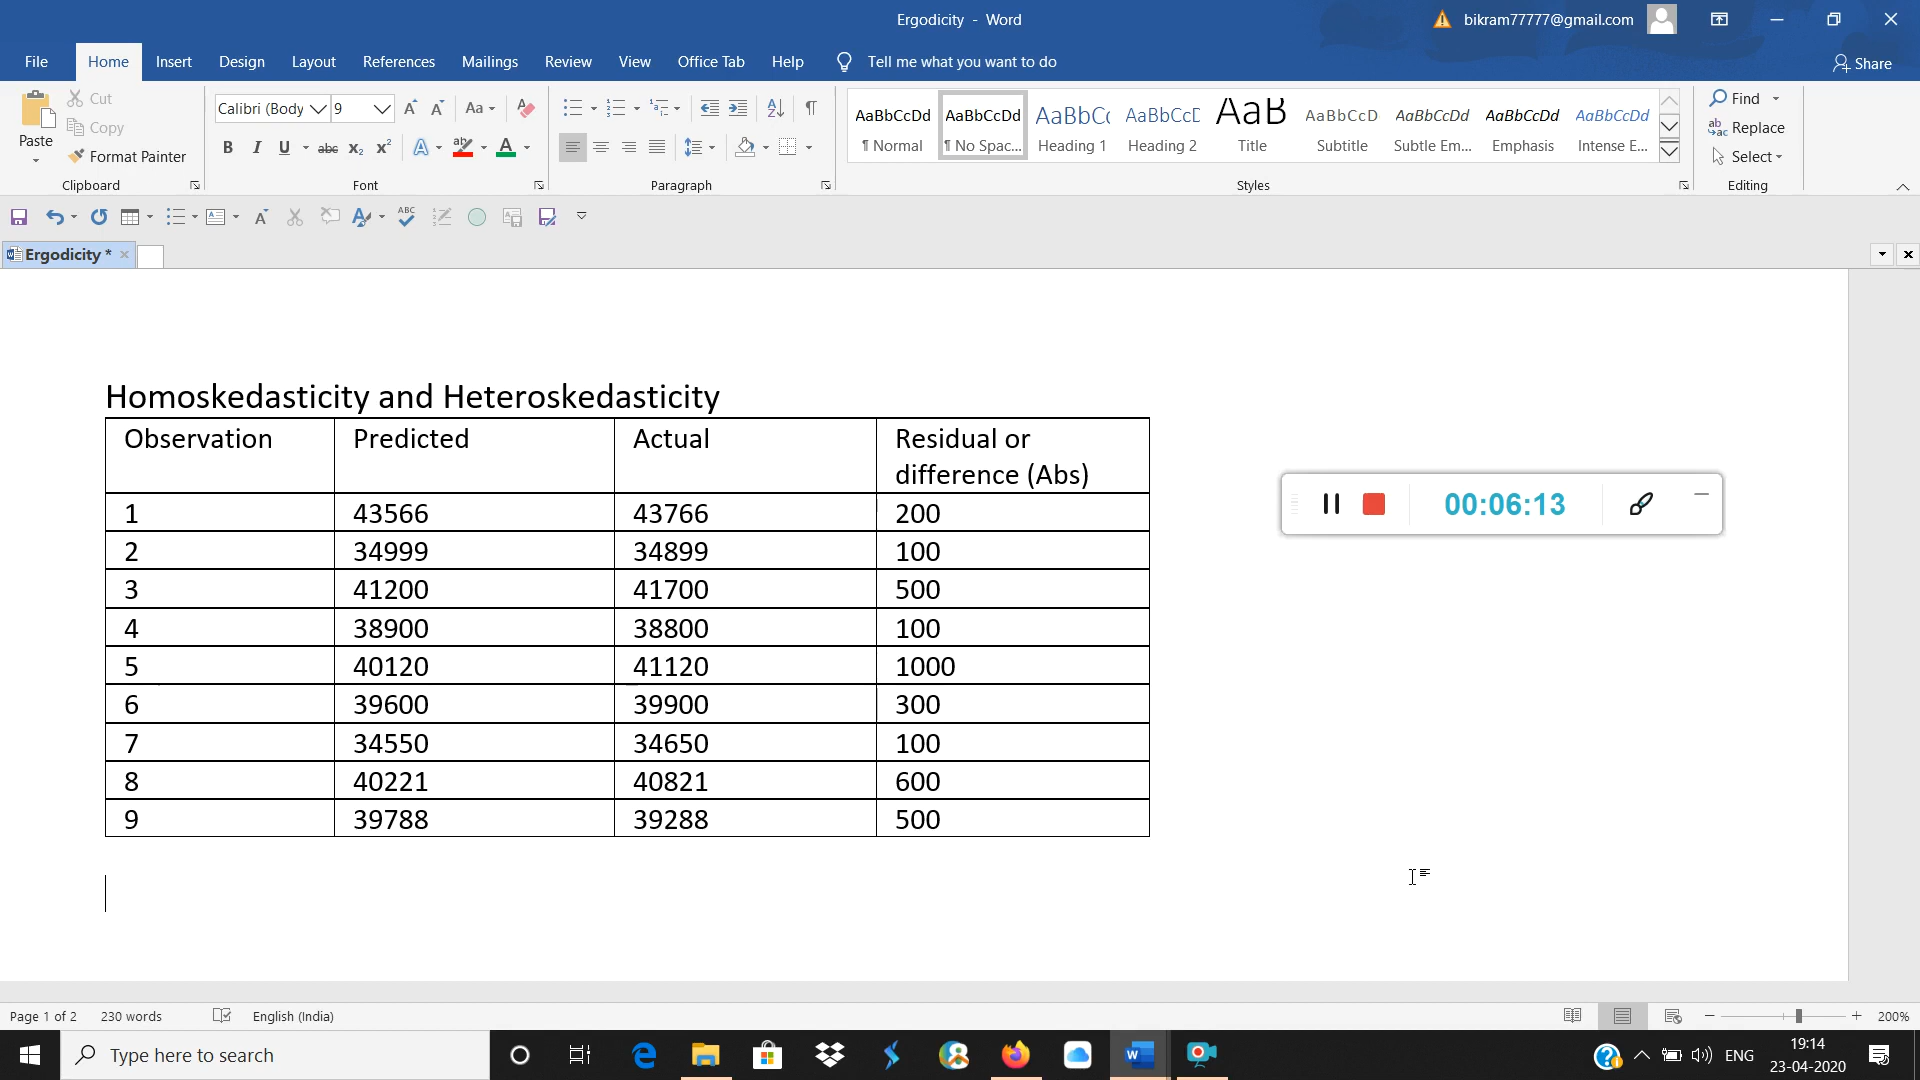 Ergodicity - Word
bikram77777@gmail.com
File Home Insert Design Layout References Mailings Review View Office Tab Help Tell me what you want to do
Share
Paste
Cut
Copy
Format Painter
Clipboard
Calibri (Body 9
Font
Paragraph
AaBbCcDd AaBbCcDd AaBbCc AaBbCcD AaB AaBbCcD AaBbCcDd AaBbCcDd AaBbCcDd
¶ Normal ¶ No Spac... Heading 1 Heading 2 Title Subtitle Subtle Em... Emphasis Intense E...
Styles
Find
Replace
Select
Editing
Ergodicity *
Homoskedasticity and Heteroskedasticity
Observation Predicted Actual Residual or
difference (Abs)
1 43566 43766 200
2 34999 34899 100
3 41200 41700 500
4 38900 38800 100
5 40120 41120 1000
6 39600 39900 300
7 34550 34650 100
8 40221 40821 600
9 39788 39288 500
00:06:13
Page 1 of 2 230 words English (India) 200%
Type here to search
ENG
19:14
23-04-2020